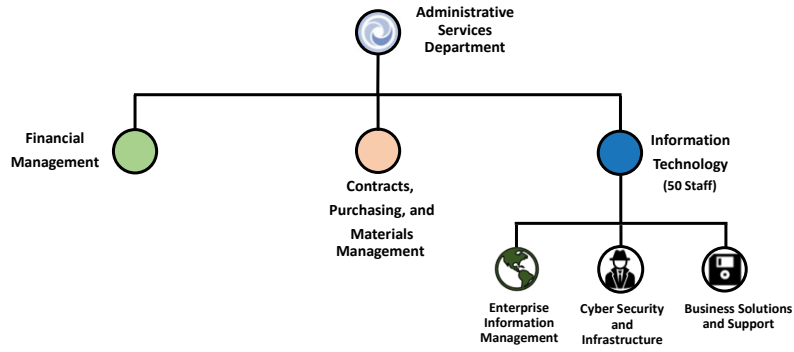 Administrative
Services
Department
Financial
Management
Contracts,
Purchasing, and
Materials
Management
Information
Technology
(50 Staff)
Enterprise
Information
Management
Cyber Security
and
Infrastructure
Business Solutions
and Support